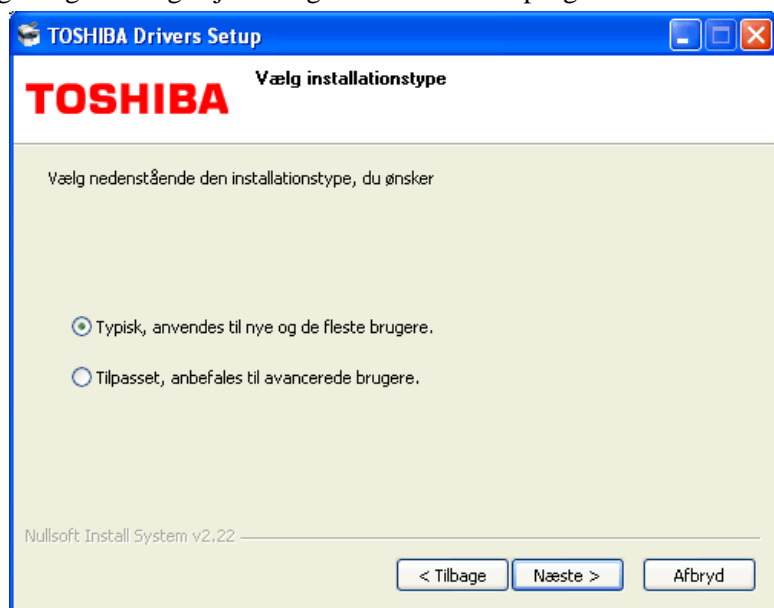 TOSHIBA Drivers Setup
TOSHIBA
Vælg installationstype
Vælg nedenstående den installationstype, du ønsker
Typisk, anvendes til nye og de fleste brugere.
Tilpasset, anbefales til avancerede brugere.
Nullsoft Install System v2.22
< Tilbage
Næste >
Afbryd